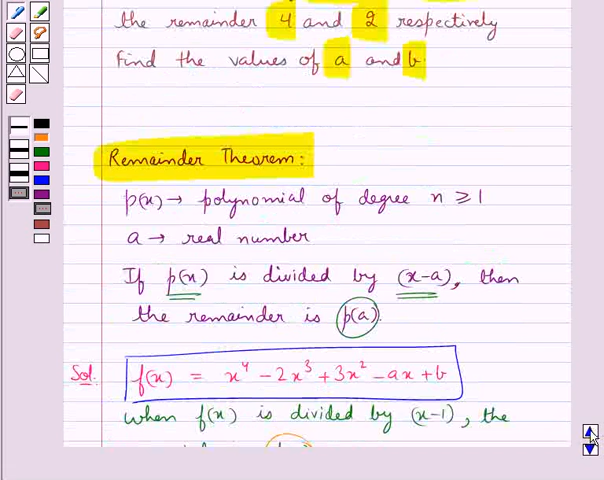 the remainder 4 and 2 respectively
Find the values of a and b.
Remainder Theorem:
p(x) → polynomial of degree n ≥ 1
a → real number
If p(x) is divided by (x-a), then
the remainder is p(a).
Sol. f(x) = x⁴ - 2x³ + 3x² - ax + b
when f(x) is divided by (x-1), the